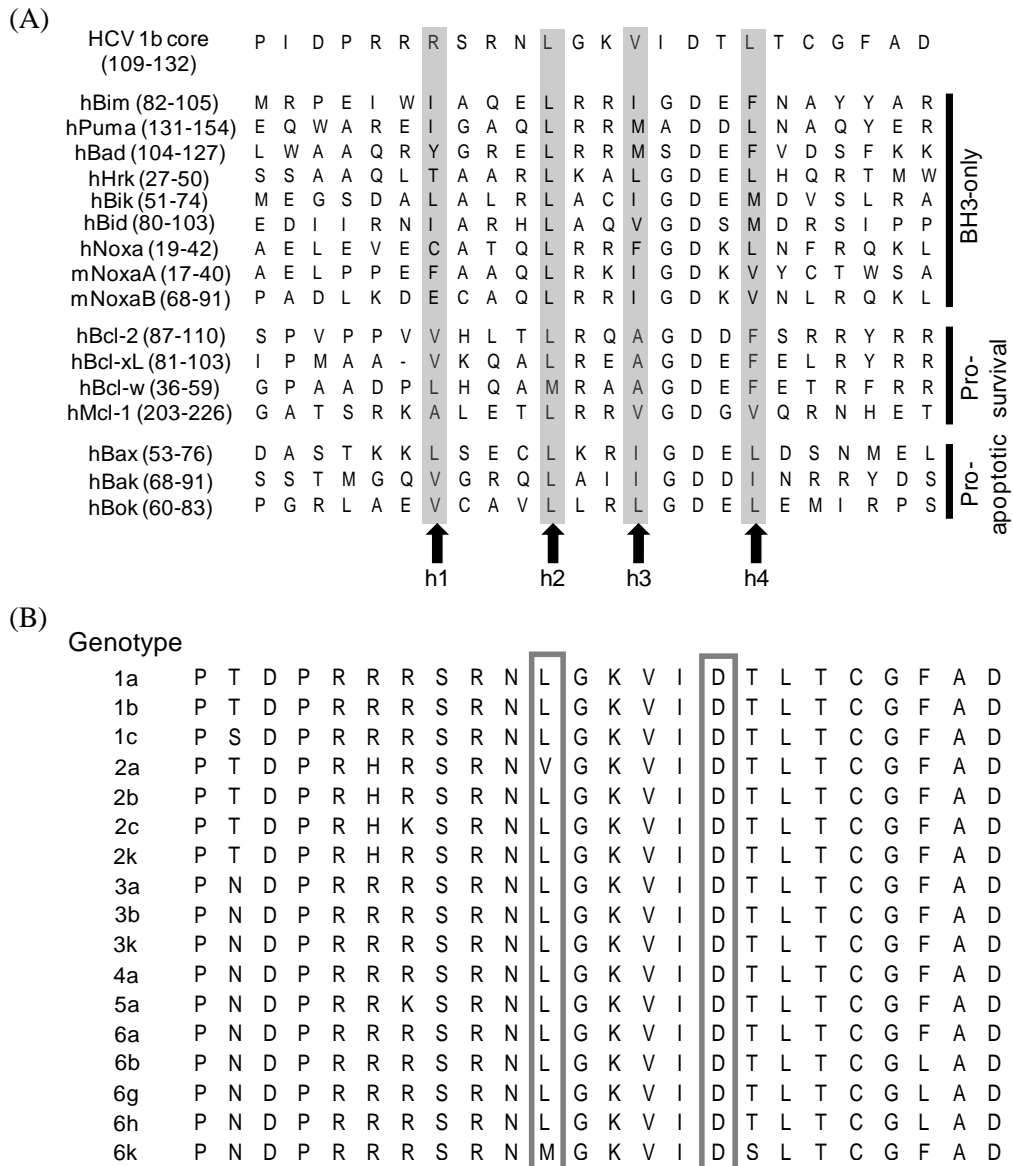 (A)
HCV 1b core P I D P R R R S R N L G K V I D T L T C G F A D
(109-132)
hBim (82-105) M R P E I W I A Q E L R R I G D E F N A Y Y A R
hPuma (131-154) E Q W A R E I G A Q L R R M A D D L N A Q Y E R
hBad (104-127) L W A A Q R Y G R E L R R M S D E F V D S F K K
hHrk (27-50) S S A A Q L T A A R L K A L G D E L H Q R T M W
hBik (51-74) M E G S D A L A L R L A C I G D E M D V S L R A
hBid (80-103) E D I I R N I A R H L A Q V G D S M D R S I P P
hNoxa (19-42) A E L E V E C A T Q L R R F G D K L N F R Q K L
mNoxaA (17-40) A E L P P E F A A Q L R K I G D K V Y C T W S A
mNoxaB (68-91) P A D L K D E C A Q L R R I G D K V N L R Q K L
BH3-only
hBcl-2 (87-110) S P V P P V V H L T L R Q A G D D F S R R Y R R
hBcl-xL (81-103) I P M A A - V K Q A L R E A G D E F E L R Y R R
hBcl-w (36-59) G P A A D P L H Q A M R A A G D E F E T R F R R
hMcl-1 (203-226) G A T S R K A L E T L R R V G D G V Q R N H E T
Pro-
survival
hBax (53-76) D A S T K K L S E C L K R I G D E L D S N M E L
hBak (68-91) S S T M G Q V G R Q L A I I G D D I N R R Y D S
hBok (60-83) P G R L A E V C A V L L R L G D E L E M I R P S
Pro-
apoptotic
h1 h2 h3 h4
(B)
Genotype
1a P T D P R R R S R N L G K V I D T L T C G F A D
1b P T D P R R R S R N L G K V I D T L T C G F A D
1c P S D P R R R S R N L G K V I D T L T C G F A D
2a P T D P R H R S R N V G K V I D T L T C G F A D
2b P T D P R H R S R N L G K V I D T L T C G F A D
2c P T D P R H K S R N L G K V I D T L T C G F A D
2k P T D P R H R S R N L G K V I D T L T C G F A D
3a P N D P R R R S R N L G K V I D T L T C G F A D
3b P N D P R R R S R N L G K V I D T L T C G F A D
3k P N D P R R R S R N L G K V I D T L T C G F A D
4a P N D P R R R S R N L G K V I D T L T C G F A D
5a P N D P R R K S R N L G K V I D T L T C G F A D
6a P N D P R R R S R N L G K V I D T L T C G F A D
6b P N D P R R R S R N L G K V I D T L T C G L A D
6g P N D P R R R S R N L G K V I D T L T C G L A D
6h P N D P R R R S R N L G K V I D T L T C G L A D
6k P N D P R R R S R N M G K V I D S L T C G F A D